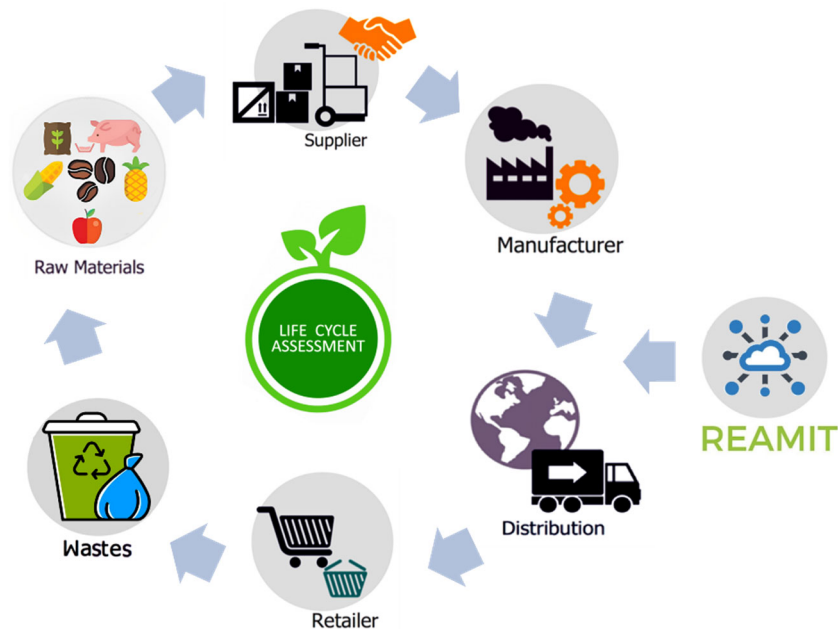 Supplier
Manufacturer
Raw Materials
LIFE CYCLE
ASSESSMENT
REAMIT
Distribution
Wastes
Retailer